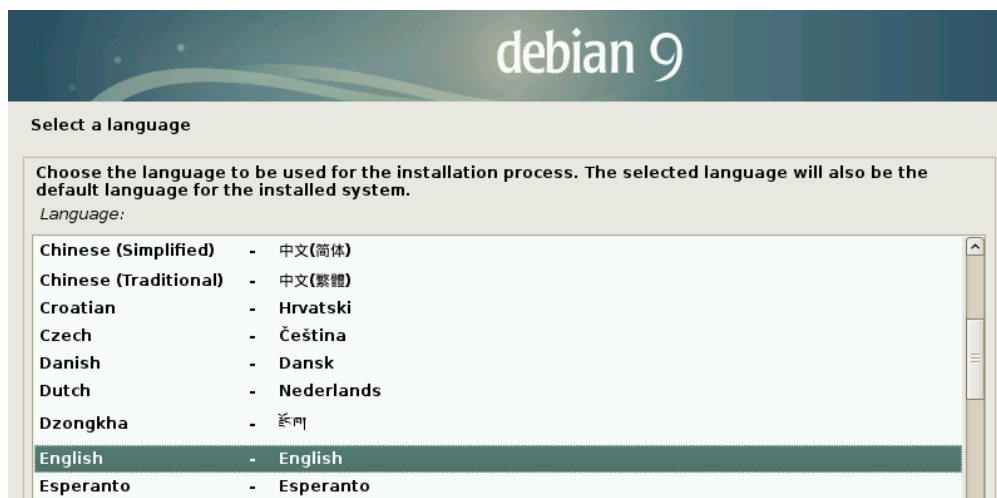 debian 9
Select a language
Choose the language to be used for the installation process. The selected language will also be the
default language for the installed system.
Language:
Chinese (Simplified) - 中文(简体)
Chinese (Traditional) - 中文(繁體)
Croatian - Hrvatski
Czech - Čeština
Danish - Dansk
Dutch - Nederlands
Dzongkha - རྫོང་ཁ།
English - English
Esperanto - Esperanto